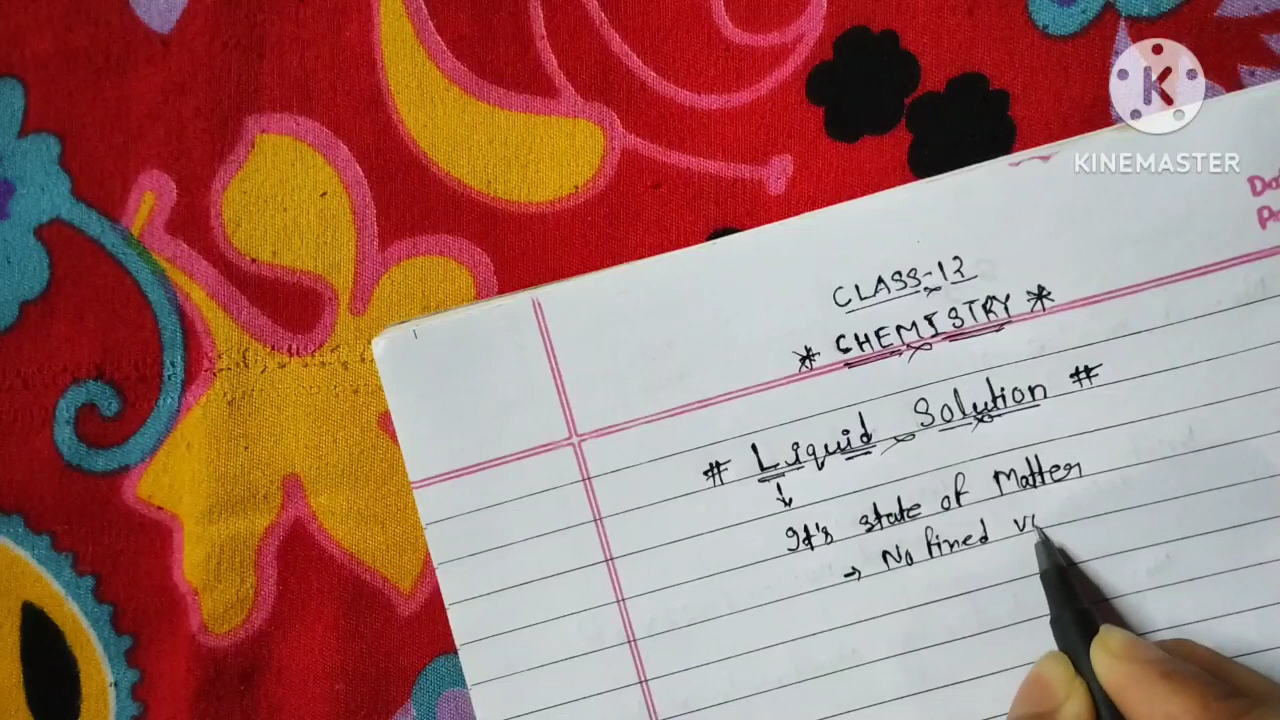 KINEMASTER
CLASS-12
* CHEMISTRY *
# Liquid Solution #
It's state of Matter
→ No fixed v